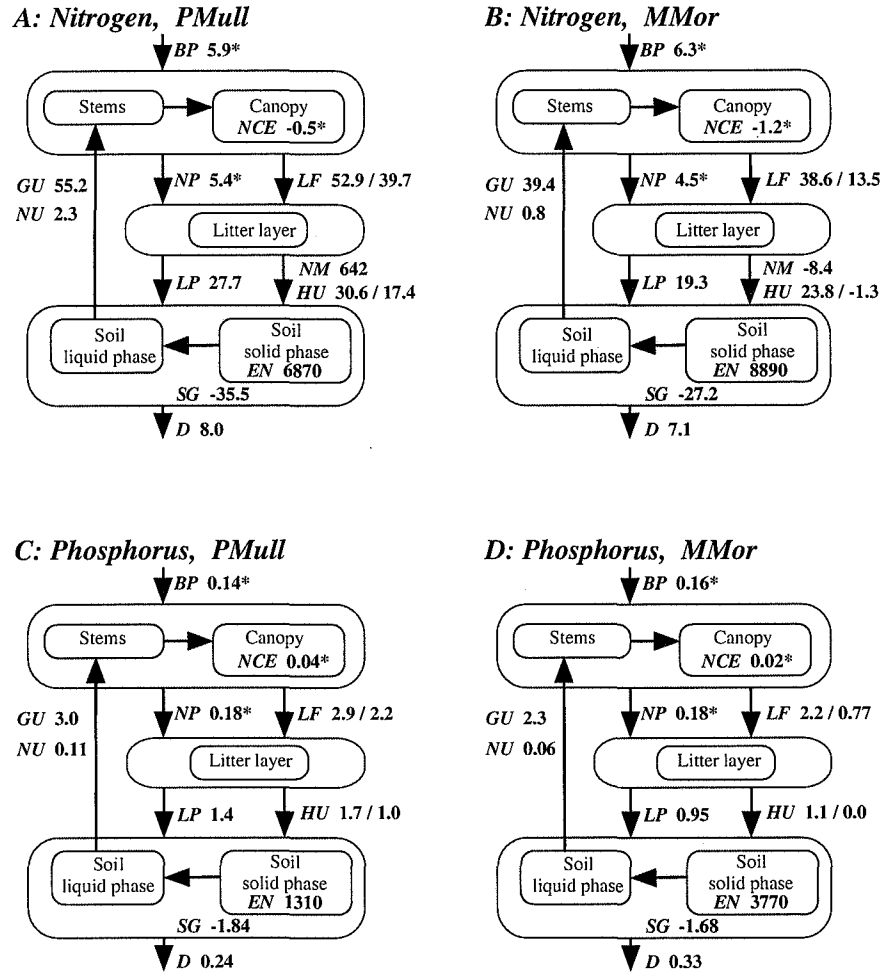 A: Nitrogen, PMull
BP 5.9*
Stems
Canopy
NCE -0.5*
GU 55.2
NU 2.3
NP 5.4*
LF 52.9 / 39.7
Litter layer
LP 27.7
NM 642
HU 30.6 / 17.4
Soil
liquid phase
Soil
solid phase
EN 6870
SG -35.5
D 8.0
B: Nitrogen, MMor
BP 6.3*
Stems
Canopy
NCE -1.2*
GU 39.4
NU 0.8
NP 4.5*
LF 38.6 / 13.5
Litter layer
LP 19.3
NM -8.4
HU 23.8 / -1.3
Soil
liquid phase
Soil
solid phase
EN 8890
SG -27.2
D 7.1
C: Phosphorus, PMull
BP 0.14*
Stems
Canopy
NCE 0.04*
GU 3.0
NU 0.11
NP 0.18*
LF 2.9 / 2.2
Litter layer
LP 1.4
HU 1.7 / 1.0
Soil
liquid phase
Soil
solid phase
EN 1310
SG -1.84
D 0.24
D: Phosphorus, MMor
BP 0.16*
Stems
Canopy
NCE 0.02*
GU 2.3
NU 0.06
NP 0.18*
LF 2.2 / 0.77
Litter layer
LP 0.95
HU 1.1 / 0.0
Soil
liquid phase
Soil
solid phase
EN 3770
SG -1.68
D 0.33